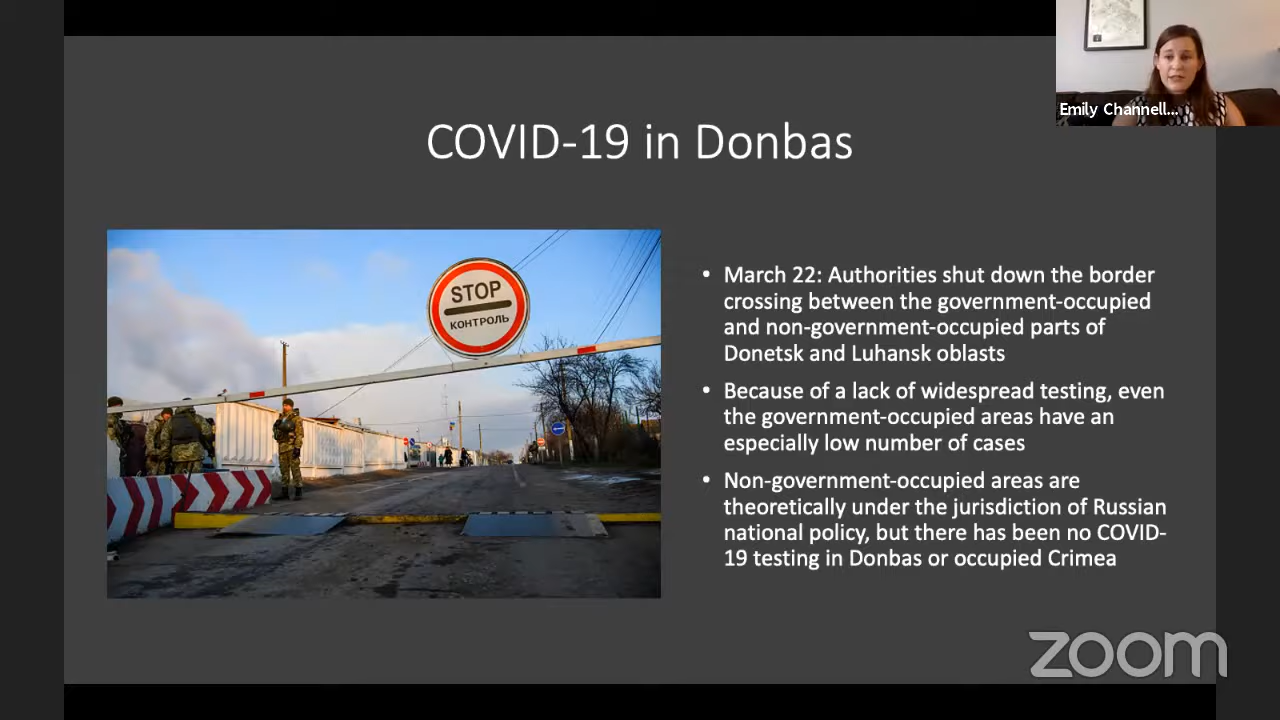 Emily Channell...
COVID-19 in Donbas
STOP
КОНТРОЛЬ
• March 22: Authorities shut down the border
crossing between the government-occupied
and non-government-occupied parts of
Donetsk and Luhansk oblasts
• Because of a lack of widespread testing, even
the government-occupied areas have an
especially low number of cases
• Non-government-occupied areas are
theoretically under the jurisdiction of Russian
national policy, but there has been no COVID-
19 testing in Donbas or occupied Crimea
zoom